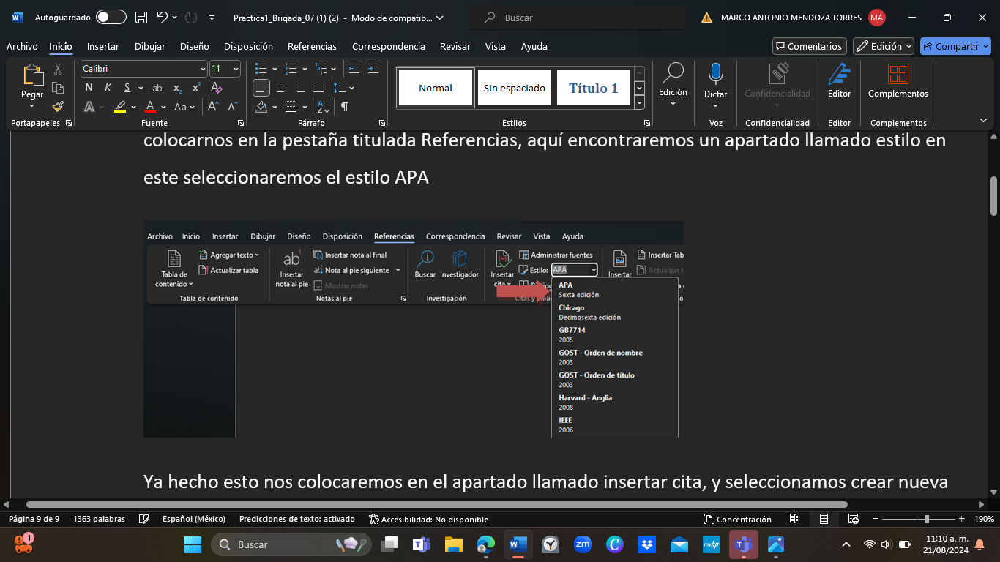 Autoguardado
Practica1_Brigada_07 (1) (2) - Modo de compatib...
Buscar
MARCO ANTONIO MENDOZA TORRES MA
Archivo Inicio Insertar Dibujar Diseño Disposición Referencias Correspondencia Revisar Vista Ayuda
Comentarios Edición Compartir
Calibri 11
Pegar
N K S ab x₂ x²
A A Aa A A
Normal Sin espaciado Título 1
Edición Dictar Confidencialidad Editor Complementos
Portapapeles Fuente Párrafo Estilos Voz Confidencialidad Editor Complementos
colocarnos en la pestaña titulada Referencias, aquí encontraremos un apartado llamado estilo en
este seleccionaremos el estilo APA
Archivo Inicio Insertar Dibujar Diseño Disposición Referencias Correspondencia Revisar Vista Ayuda
Tabla de contenido
Agregar texto
Actualizar tabla
Tabla de contenido
ab¹
Insertar nota al pie
Insertar nota al final
Nota al pie siguiente
Mostrar notas
Notas al pie
Buscar Investigador
Investigación
Insertar cita
Administrar fuentes
Estilo: APA
Citas y
Insertar
Insertar Tab
Actualizar t
APA
Sexta edición
Chicago
Decimosexta edición
GB7714
2005
GOST - Orden de nombre
2003
GOST - Orden de título
2003
Harvard - Anglia
2008
IEEE
2006
Ya hecho esto nos colocaremos en el apartado llamado insertar cita, y seleccionamos crear nueva
Página 9 de 9 1363 palabras Español (México) Predicciones de texto: activado Accesibilidad: No disponible Concentración 190%
1
Buscar
zm
myhp
11:10 a. m.
21/08/2024